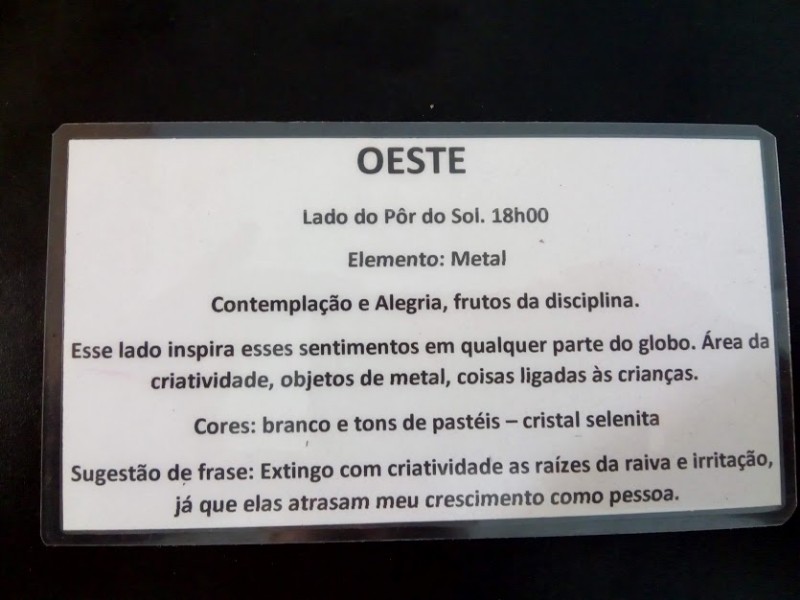 OESTE
Lado do Pôr do Sol. 18h00
Elemento: Metal
Contemplação e Alegria, frutos da disciplina.
Esse lado inspira esses sentimentos em qualquer parte do globo. Área da
criatividade, objetos de metal, coisas ligadas às crianças.
Cores: branco e tons de pastéis – cristal selenita
Sugestão de frase: Extingo com criatividade as raízes da raiva e irritação,
já que elas atrasam meu crescimento como pessoa.